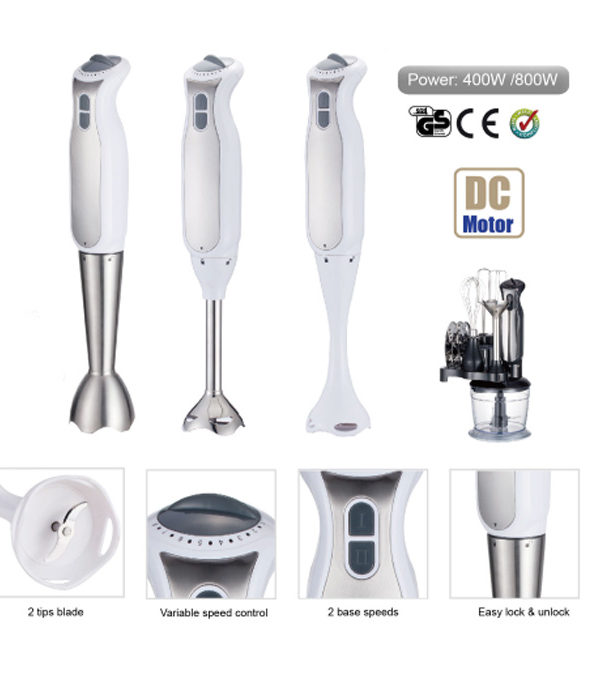 Power: 400W /800W
GS
CE
DC
Motor
2 tips blade
Variable speed control
2 base speeds
Easy lock & unlock